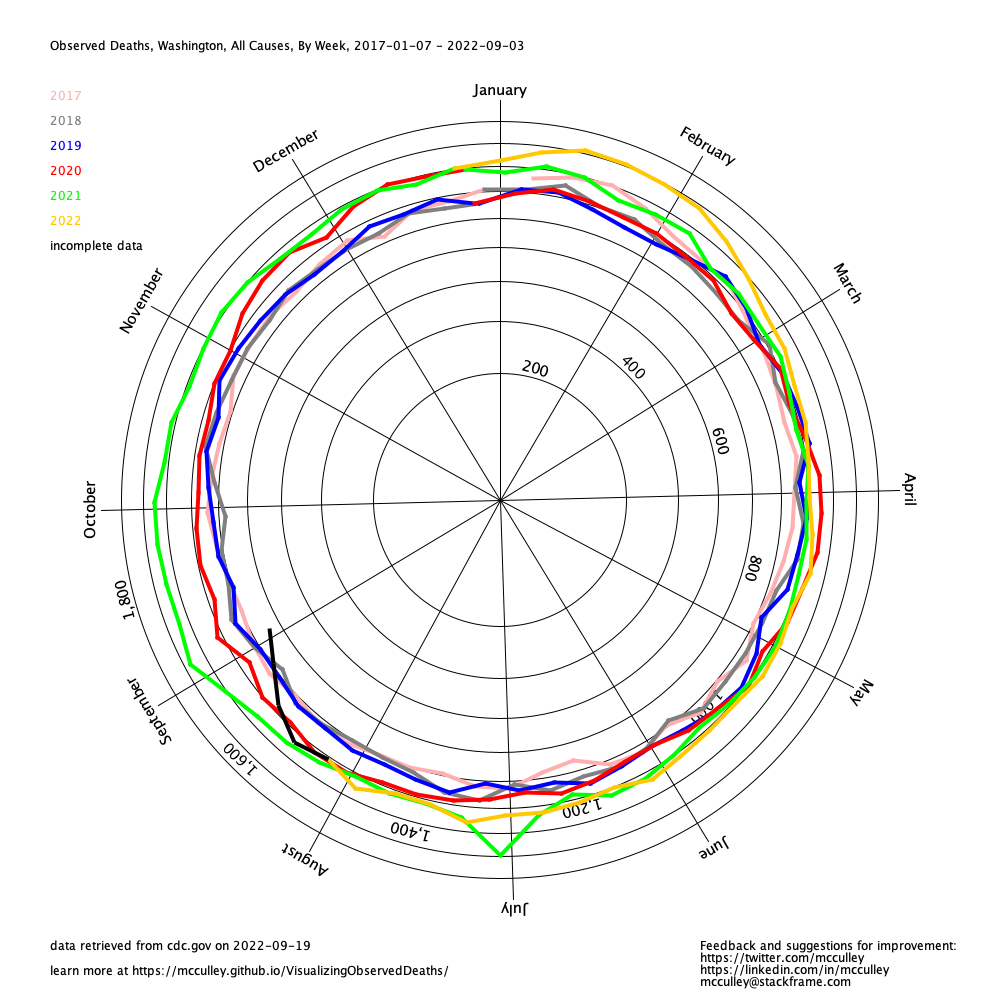 Observed Deaths, Washington, All Causes, By Week, 2017-01-07 - 2022-09-03
2017
2018
2019
2020
2021
2022
incomplete data
January
February
March
April
May
June
July
August
September
October
November
December
200
400
600
800
1,200
1,400
1,600
1,800
data retrieved from cdc.gov on 2022-09-19
learn more at https://mcculley.github.io/VisualizingObservedDeaths/
Feedback and suggestions for improvement:
https://twitter.com/mcculley
https://linkedin.com/in/mcculley
mcculley@stackframe.com